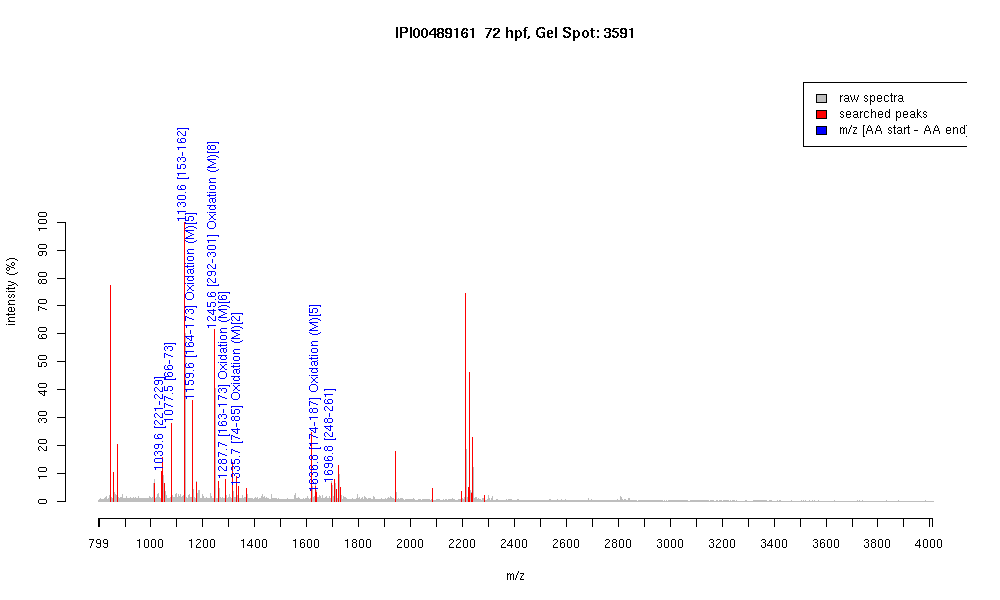 IPI00489161  72 hpf, Gel Spot: 3591
raw spectra
searched peaks
m/z [AA start - AA end]
intensity (%)
100
90
80
70
60
50
40
30
20
10
0
1039.6 [221-229]
1077.5 [66-73]
1130.6 [153-162]
1159.6 [164-173] Oxidation (M)[5]
1245.6 [292-301] Oxidation (M)[8]
1287.7 [163-173] Oxidation (M)[6]
1335.7 [74-85] Oxidation (M)[2]
1636.8 [174-187] Oxidation (M)[5]
1696.8 [248-261]
799 1000 1200 1400 1600 1800 2000 2200 2400 2600 2800 3000 3200 3400 3600 3800 4000
m/z